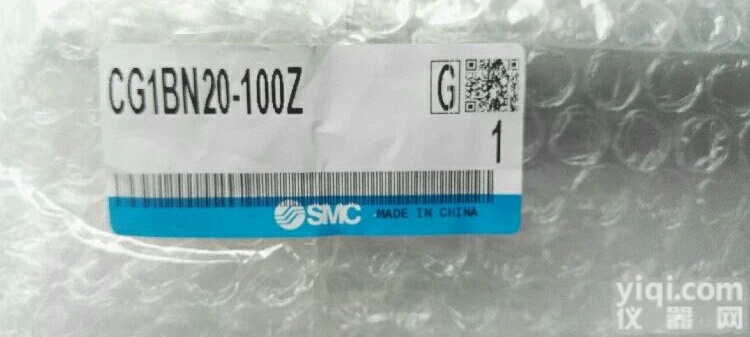 CG1BN20-100Z
G
1
SMC MADE IN CHINA
yiqi.com
仪器网